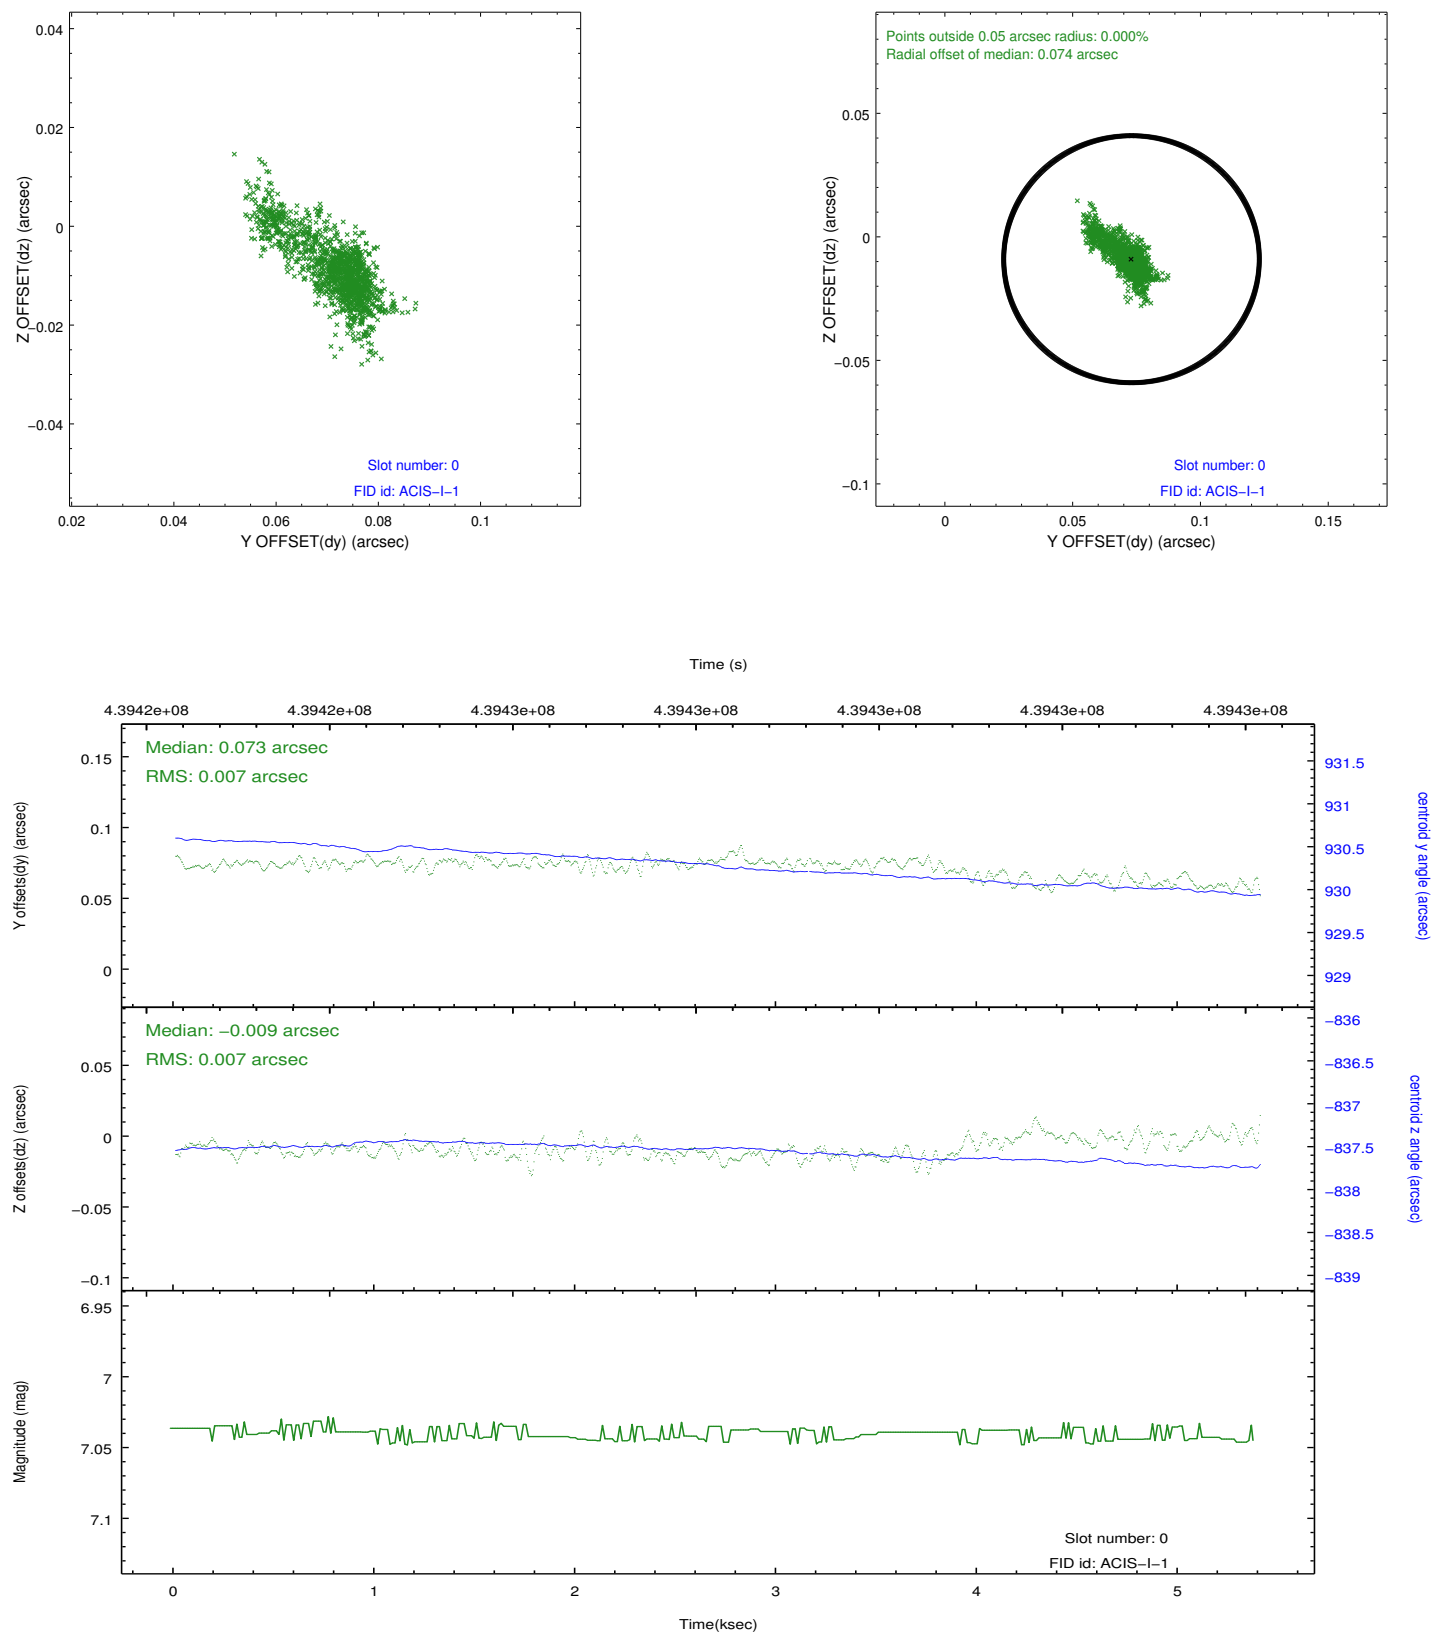 0.04
0.02
0
−0.02
−0.04
Z OFFSET(dz) (arcsec)
Slot number: 0
FID id: ACIS−I−1
0.02 0.04 0.06 0.08 0.1
Y OFFSET(dy) (arcsec)
Points outside 0.05 arcsec radius: 0.000%
Radial offset of median: 0.074 arcsec
0.05
0
−0.05
−0.1
Z OFFSET(dz) (arcsec)
Slot number: 0
FID id: ACIS−I−1
0 0.05 0.1 0.15
Y OFFSET(dy) (arcsec)
Time (s)
4.3942e+08 4.3942e+08 4.3943e+08 4.3943e+08 4.3943e+08 4.3943e+08 4.3943e+08
Median: 0.073 arcsec
RMS: 0.007 arcsec
0.15
0.1
0.05
0
Y offsets(dy) (arcsec)
931.5
931
930.5
930
929.5
929
centroid y angle (arcsec)
Median: −0.009 arcsec
RMS: 0.007 arcsec
0.05
0
−0.05
−0.1
Z offsets(dz) (arcsec)
−836
−836.5
−837
−837.5
−838
−838.5
−839
centroid z angle (arcsec)
6.95
7
7.05
7.1
Magnitude (mag)
Slot number: 0
FID id: ACIS−I−1
0 1 2 3 4 5
Time(ksec)